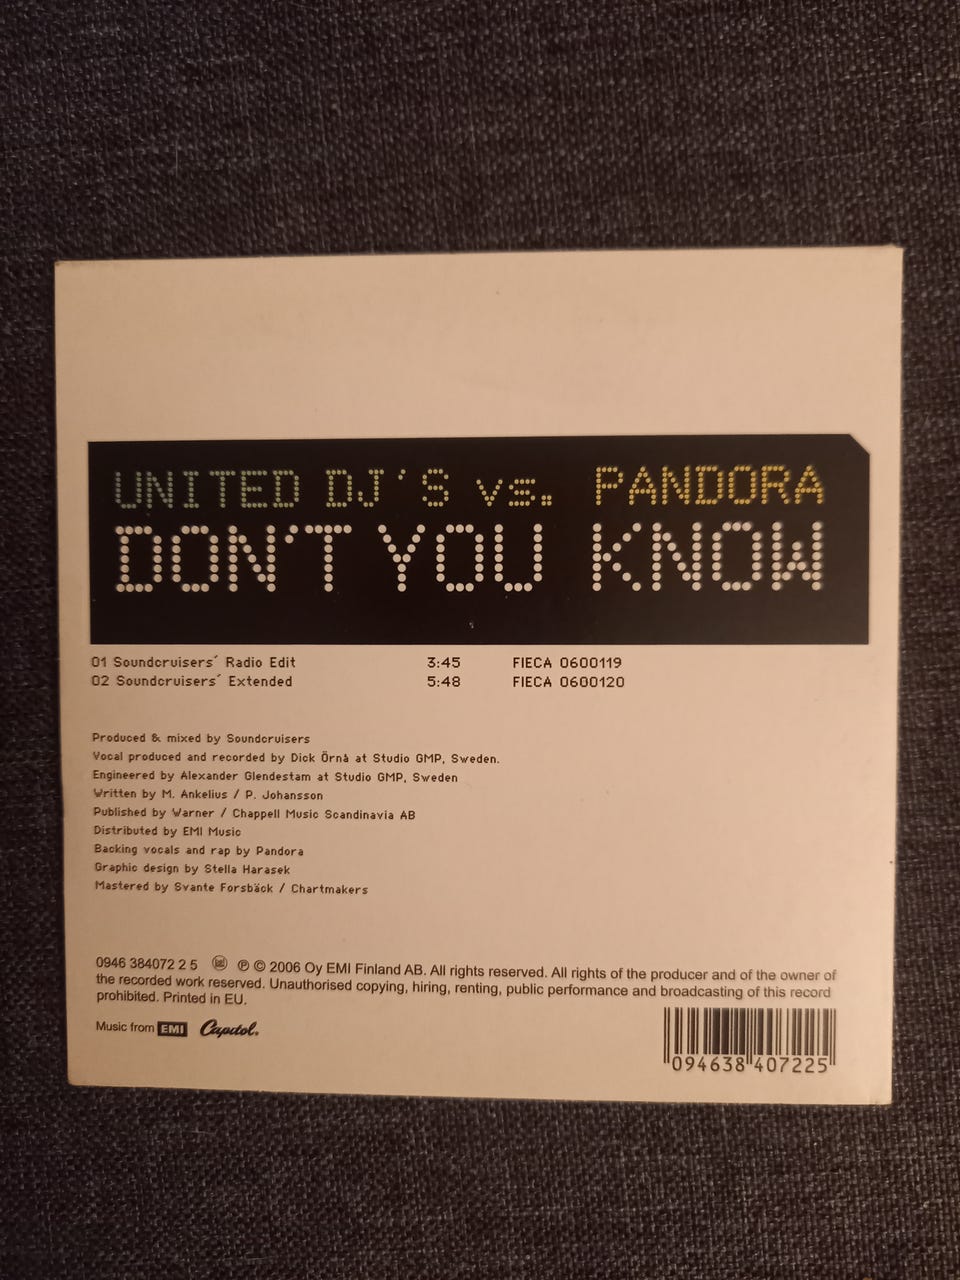 UNITED DJ'S vs. PANDORA
DON'T YOU KNOW
01 Soundcruisers´ Radio Edit 3:45 FIECA 0600119
02 Soundcruisers´ Extended 5:48 FIECA 0600120
Produced & mixed by Soundcruisers
Vocal produced and recorded by Dick Örnå at Studio GMP, Sweden.
Engineered by Alexander Glendestam at Studio GMP, Sweden
Written by M. Ankelius / P. Johansson
Published by Warner / Chappell Music Scandinavia AB
Distributed by EMI Music
Backing vocals and rap by Pandora
Graphic design by Stella Harasek
Mastered by Svante Forsbäck / Chartmakers
0946 384072 2 5 ℗ © 2006 Oy EMI Finland AB. All rights reserved. All rights of the producer and of the owner of
the recorded work reserved. Unauthorised copying, hiring, renting, public performance and broadcasting of this record
prohibited. Printed in EU.
Music from EMI Capitol.
094638 407225